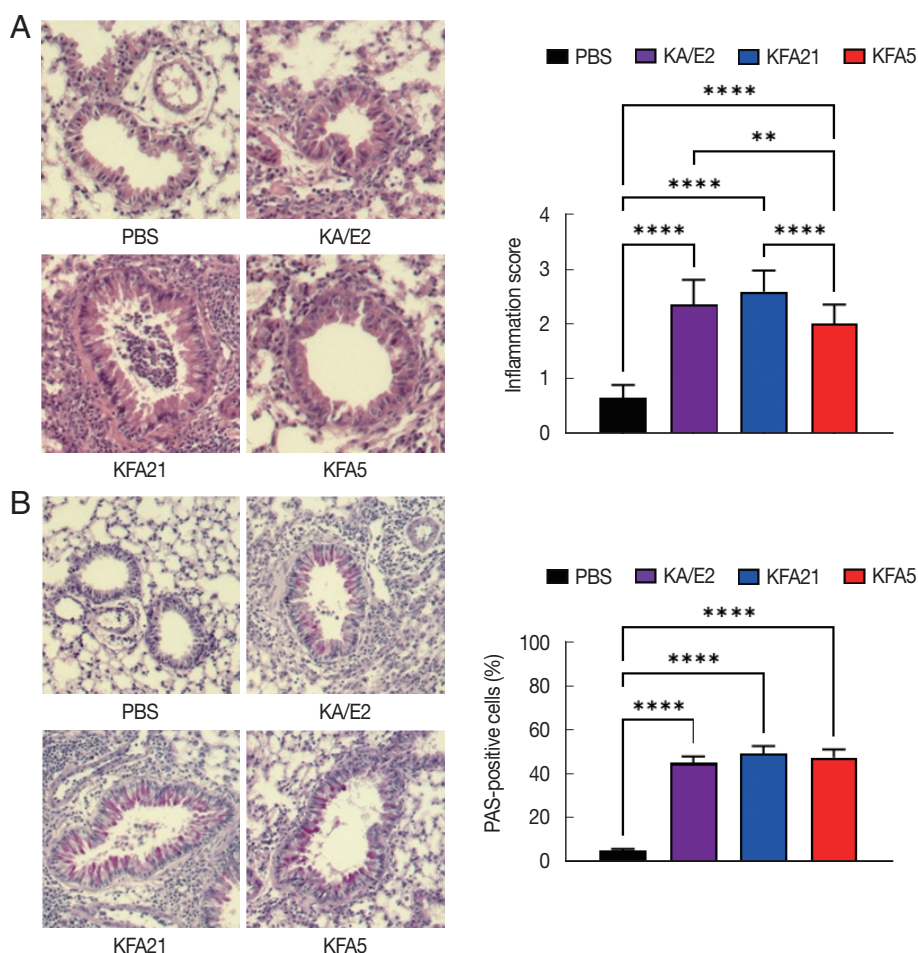 A
PBS
KA/E2
KFA21
KFA5
PBS KA/E2 KFA21 KFA5
****
**
****
**** ****
Inflammation score
4
3
2
1
0
B
PBS
KA/E2
KFA21
KFA5
PBS KA/E2 KFA21 KFA5
****
****
****
PAS-positive cells (%)
100
80
60
40
20
0